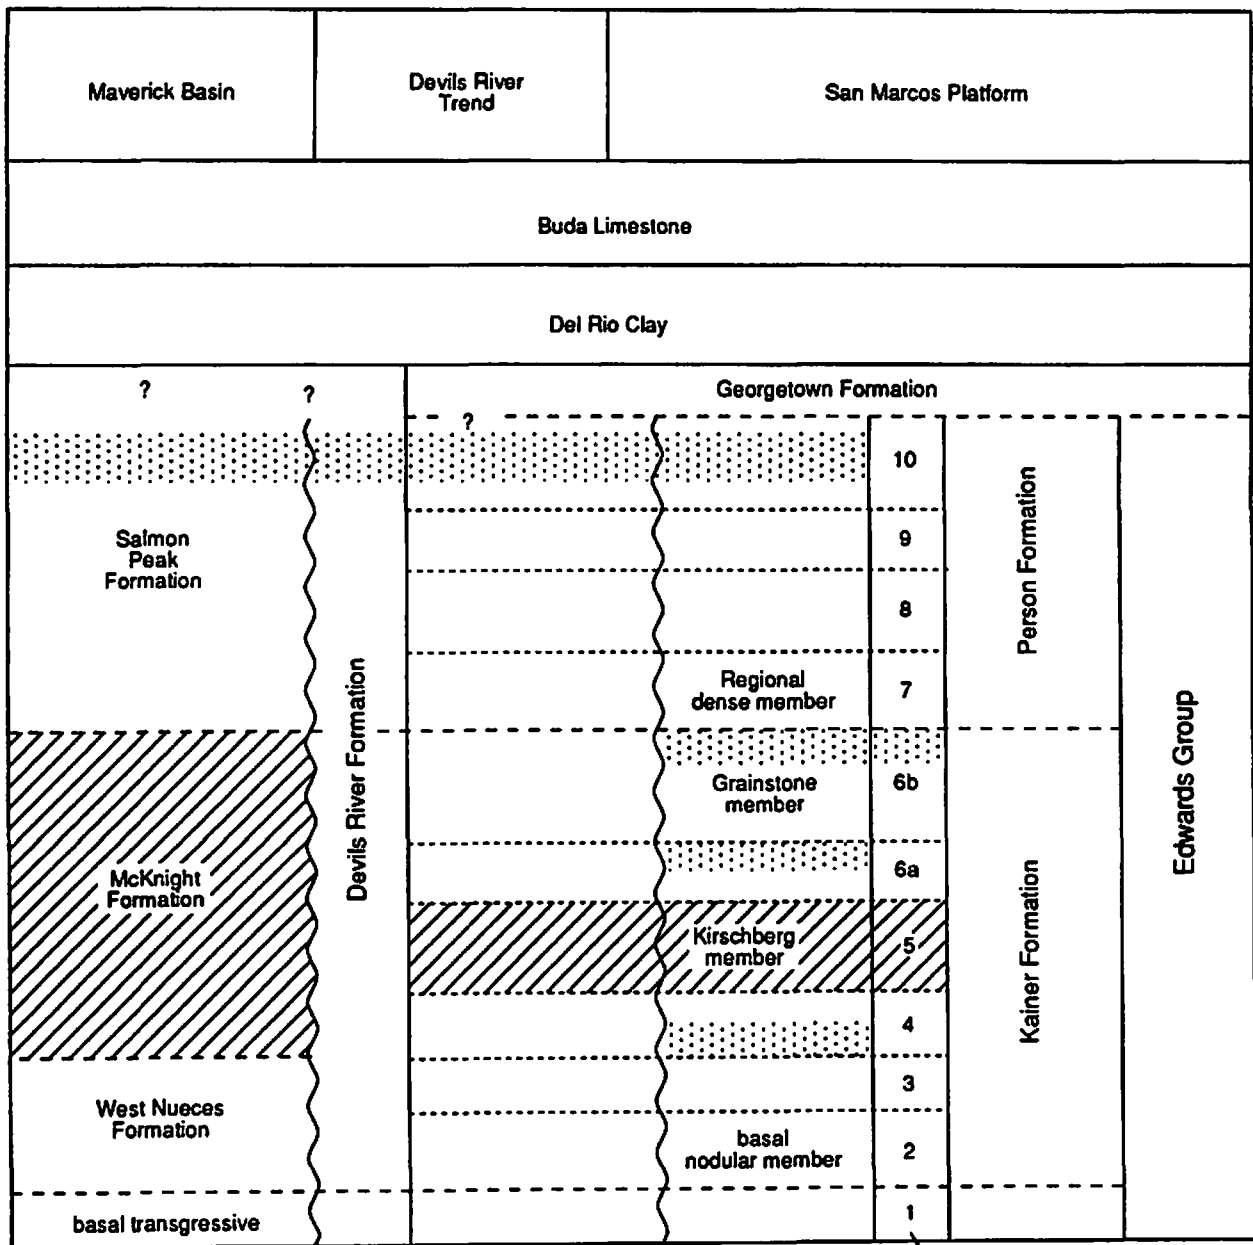 Maverick Basin
Devils River
Trend
San Marcos Platform
Buda Limestone
Del Rio Clay
?
?
Georgetown Formation
?
10
Salmon
Peak
Formation
9
8
Person Formation
Regional
dense member
7
Devils River Formation
Edwards Group
Grainstone
member
6b
McKnight
Formation
6a
Kirschberg
member
5
Kainer Formation
4
3
West Nueces
Formation
basal
nodular member
2
basal transgressive
1